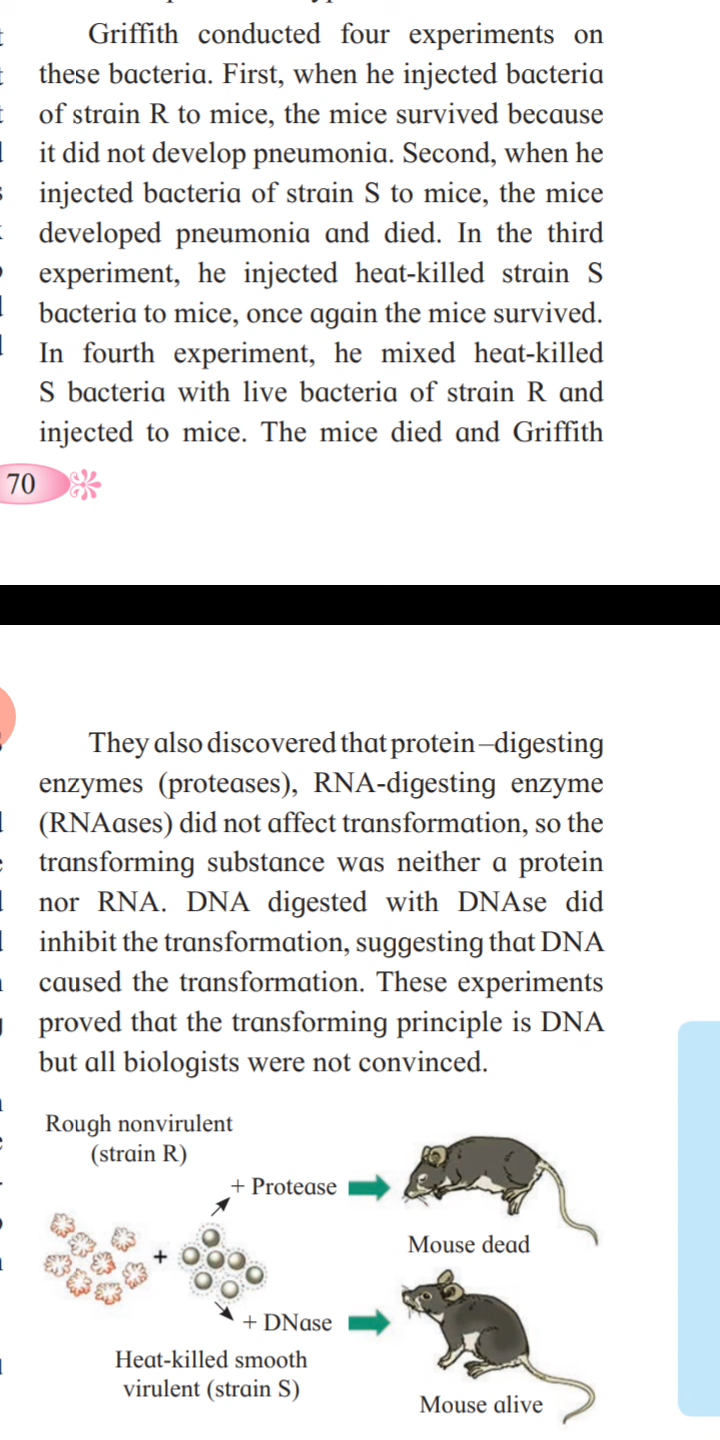 Griffith conducted four experiments on
these bacteria. First, when he injected bacteria
of strain R to mice, the mice survived because
it did not develop pneumonia. Second, when he
injected bacteria of strain S to mice, the mice
developed pneumonia and died. In the third
experiment, he injected heat-killed strain S
bacteria to mice, once again the mice survived.
In fourth experiment, he mixed heat-killed
S bacteria with live bacteria of strain R and
injected to mice. The mice died and Griffith
70
They also discovered that protein –digesting
enzymes (proteases), RNA-digesting enzyme
(RNAases) did not affect transformation, so the
transforming substance was neither a protein
nor RNA. DNA digested with DNAse did
inhibit the transformation, suggesting that DNA
caused the transformation. These experiments
proved that the transforming principle is DNA
but all biologists were not convinced.
Rough nonvirulent
(strain R)
+ Protease
Mouse dead
+
+ DNase
Heat-killed smooth
virulent (strain S)
Mouse alive